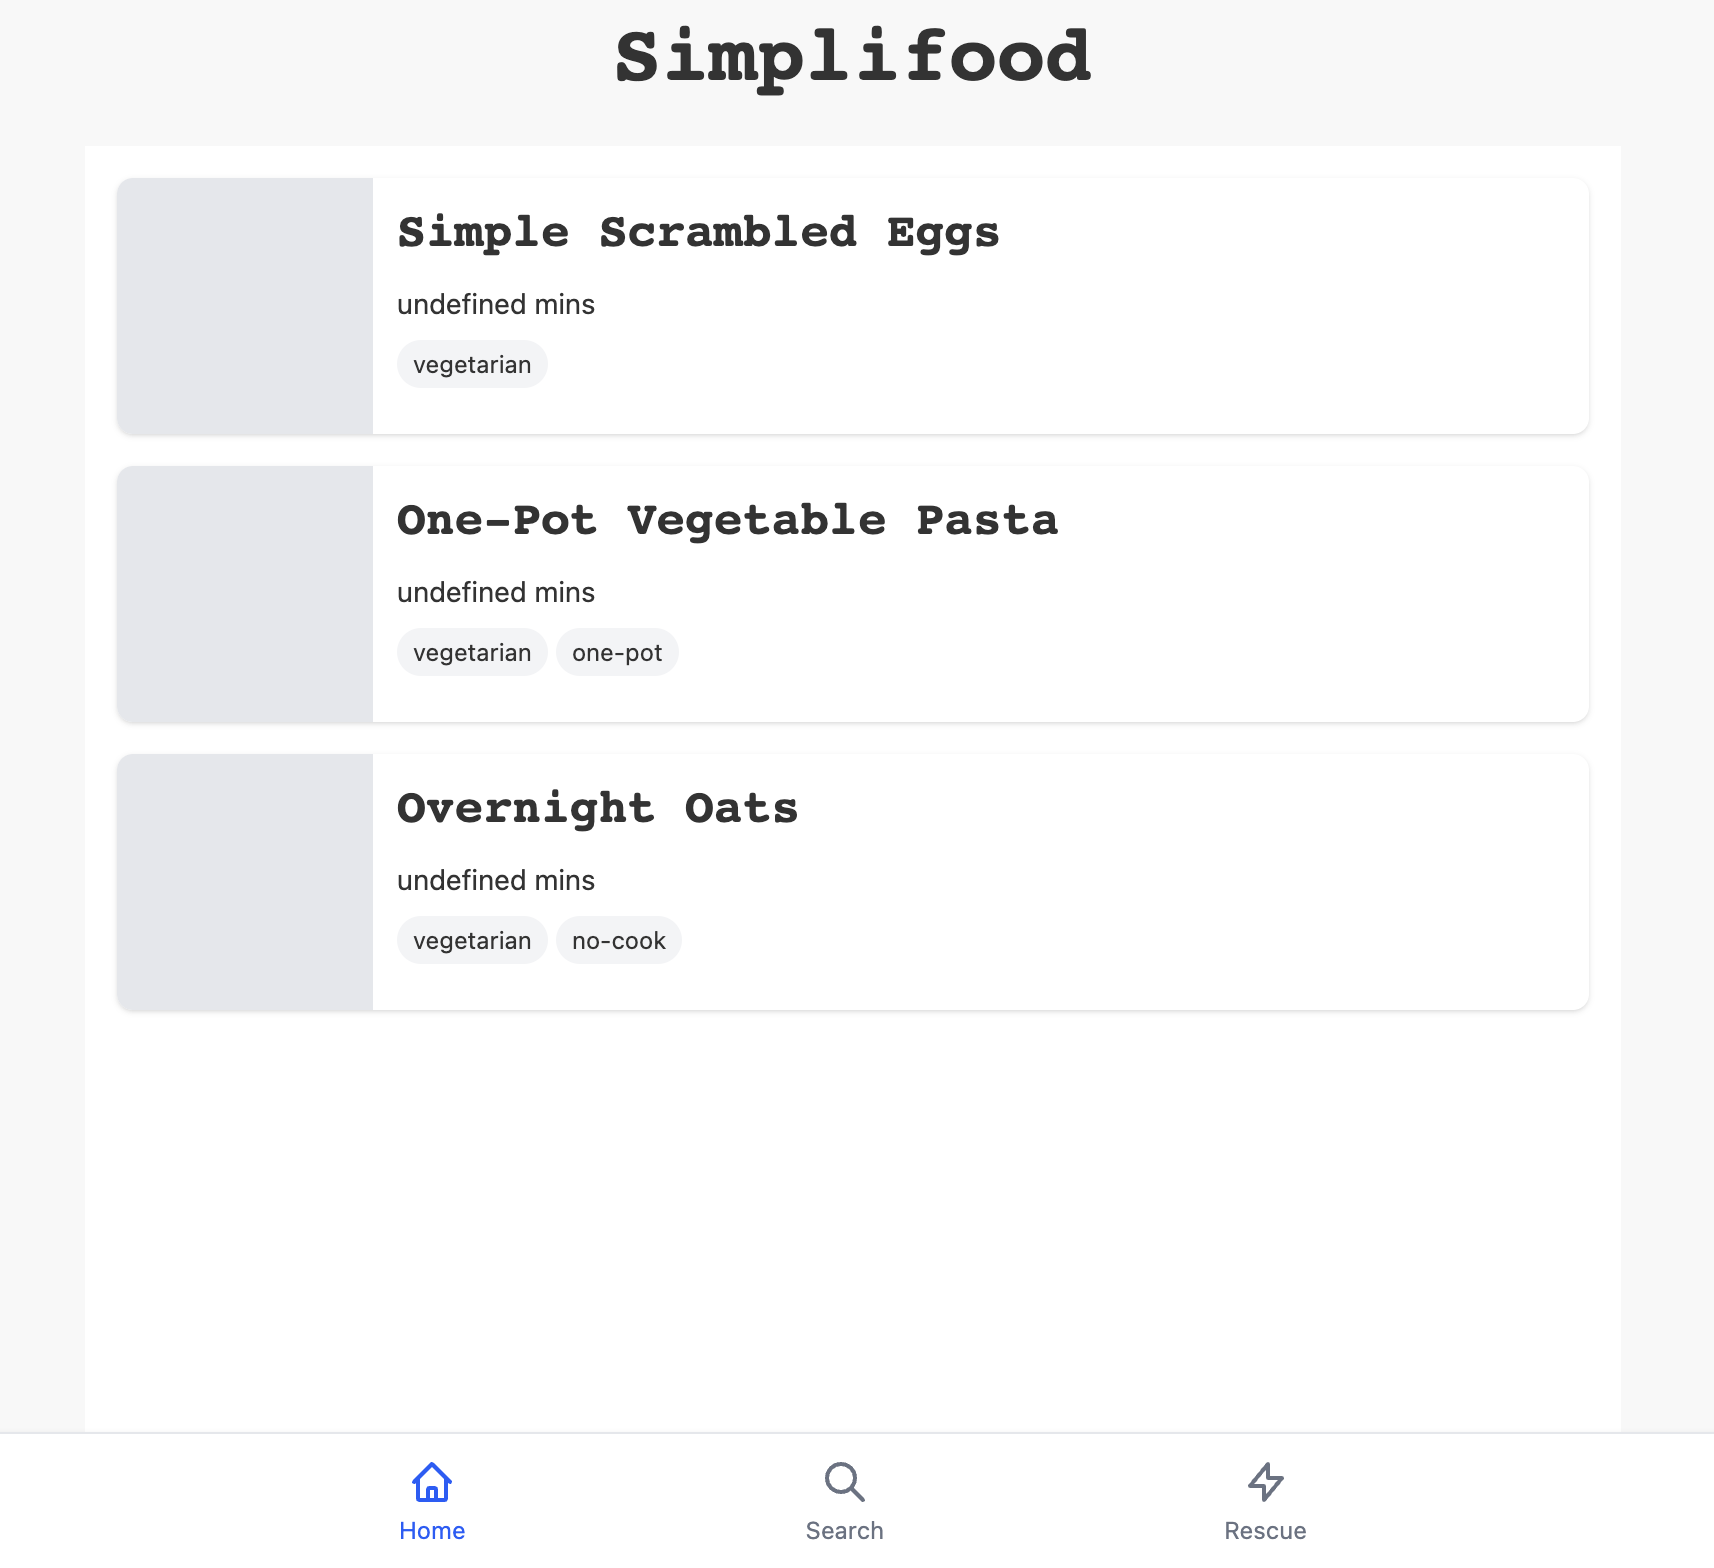 Simplifood
Simple Scrambled Eggs
undefined mins
vegetarian
One-Pot Vegetable Pasta
undefined mins
vegetarian one-pot
Overnight Oats
undefined mins
vegetarian no-cook
Home Search Rescue